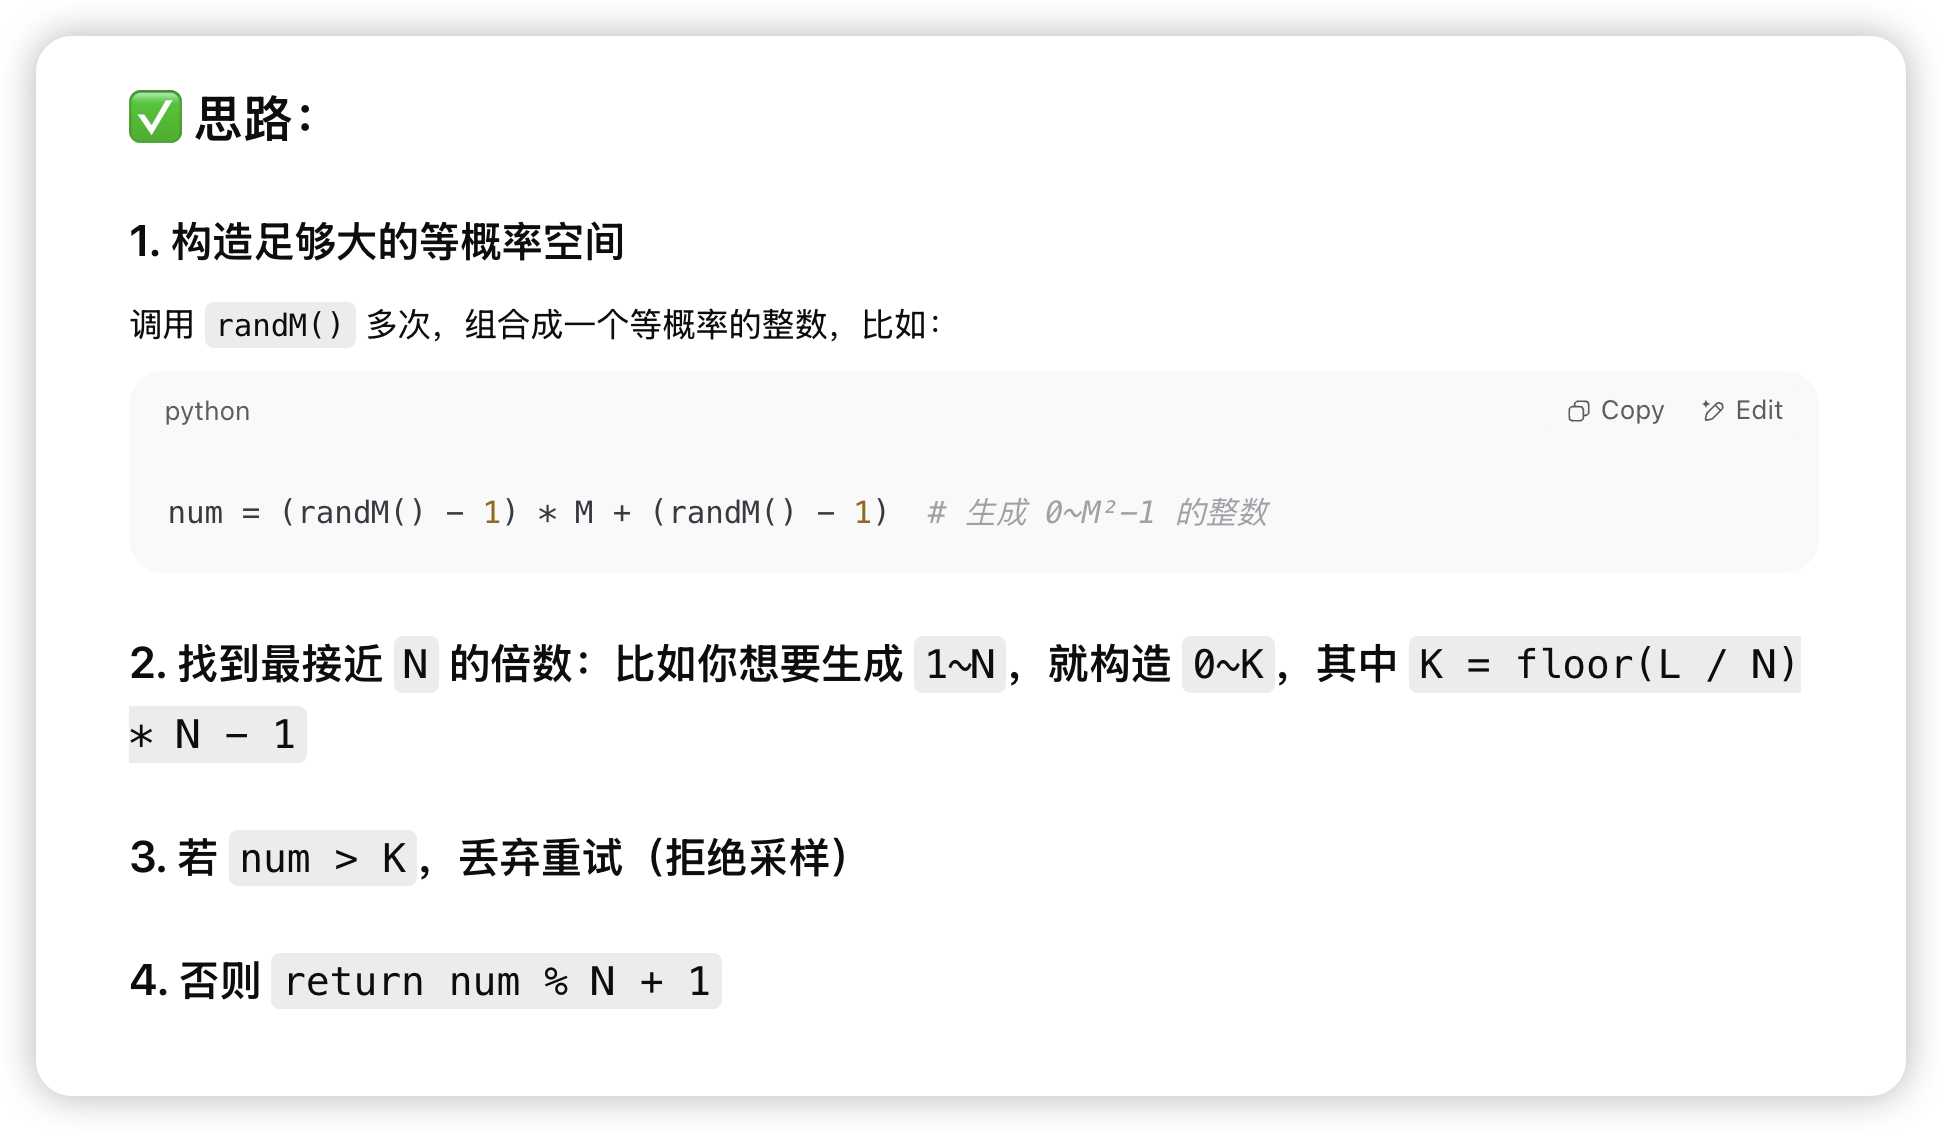 ✅ 思路：
1. 构造足够大的等概率空间
调用 randM() 多次，组合成一个等概率的整数，比如：
python
Copy
Edit
num = (randM() - 1) * M + (randM() - 1)  # 生成 0~M²-1 的整数
2. 找到最接近 N 的倍数：比如你想要生成 1~N，就构造 0~K，其中 K = floor(L / N)
* N - 1
3. 若 num > K，丢弃重试（拒绝采样）
4. 否则 return num % N + 1